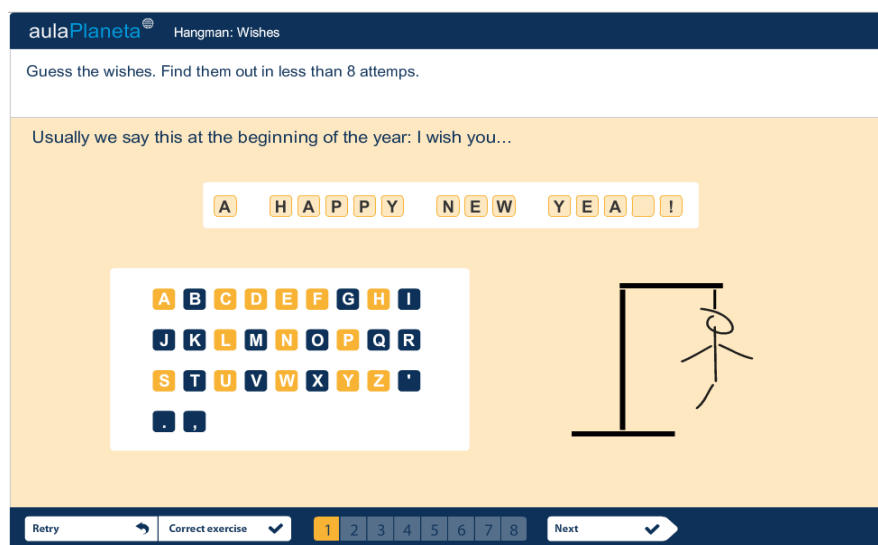 aulaPlaneta Hangman: Wishes
Guess the wishes. Find them out in less than 8 attemps.
Usually we say this at the beginning of the year: I wish you...
A HAPPY NEW YEA !
A B C D E F G H I
J K L M N O P Q R
S T U V W X Y Z '
. ,
Retry Correct exercise 1 2 3 4 5 6 7 8 Next